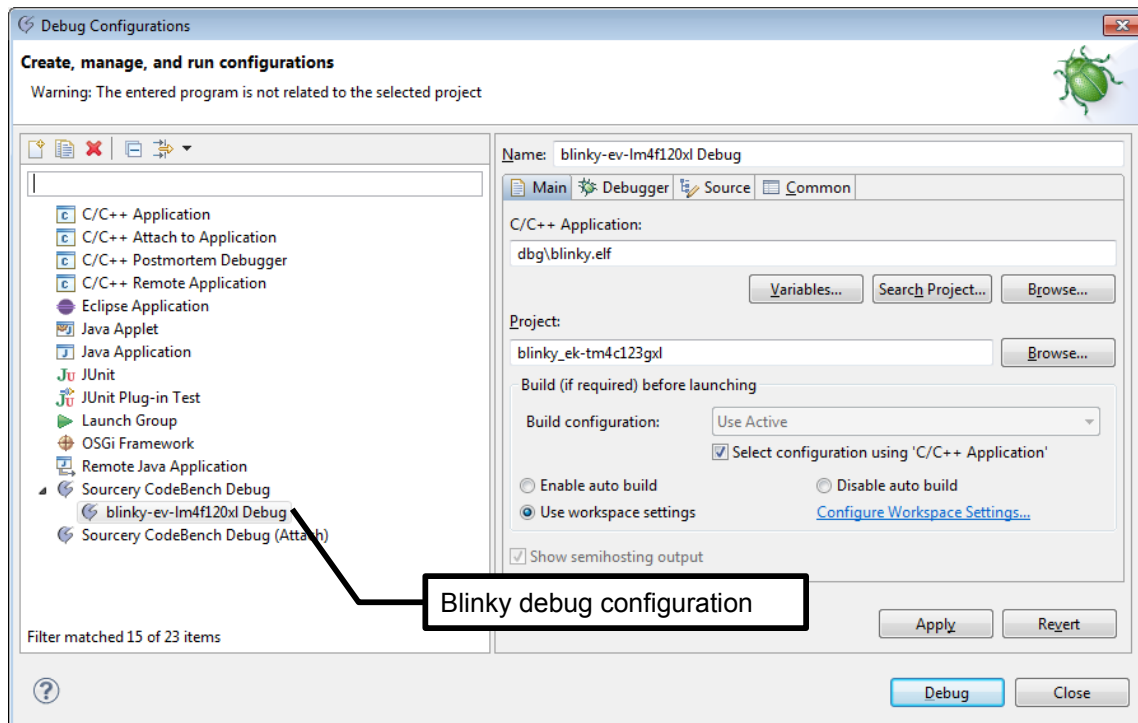 Debug Configurations
Create, manage, and run configurations
Warning: The entered program is not related to the selected project
Name: blinky-ev-lm4f120xl Debug
Main Debugger Source Common
C/C++ Application:
dbg\blinky.elf
Variables... Search Project... Browse...
Project:
blinky_ek-tm4c123gxl Browse...
Build (if required) before launching
Build configuration: Use Active
Select configuration using 'C/C++ Application'
Enable auto build Disable auto build
Use workspace settings Configure Workspace Settings...
Show semihosting output
C/C++ Application
C/C++ Attach to Application
C/C++ Postmortem Debugger
C/C++ Remote Application
Eclipse Application
Java Applet
Java Application
JUnit
JUnit Plug-in Test
Launch Group
OSGi Framework
Remote Java Application
Sourcery CodeBench Debug
blinky-ev-lm4f120xl Debug
Sourcery CodeBench Debug (Attach)
Blinky debug configuration
Filter matched 15 of 23 items
Apply Revert
Debug Close